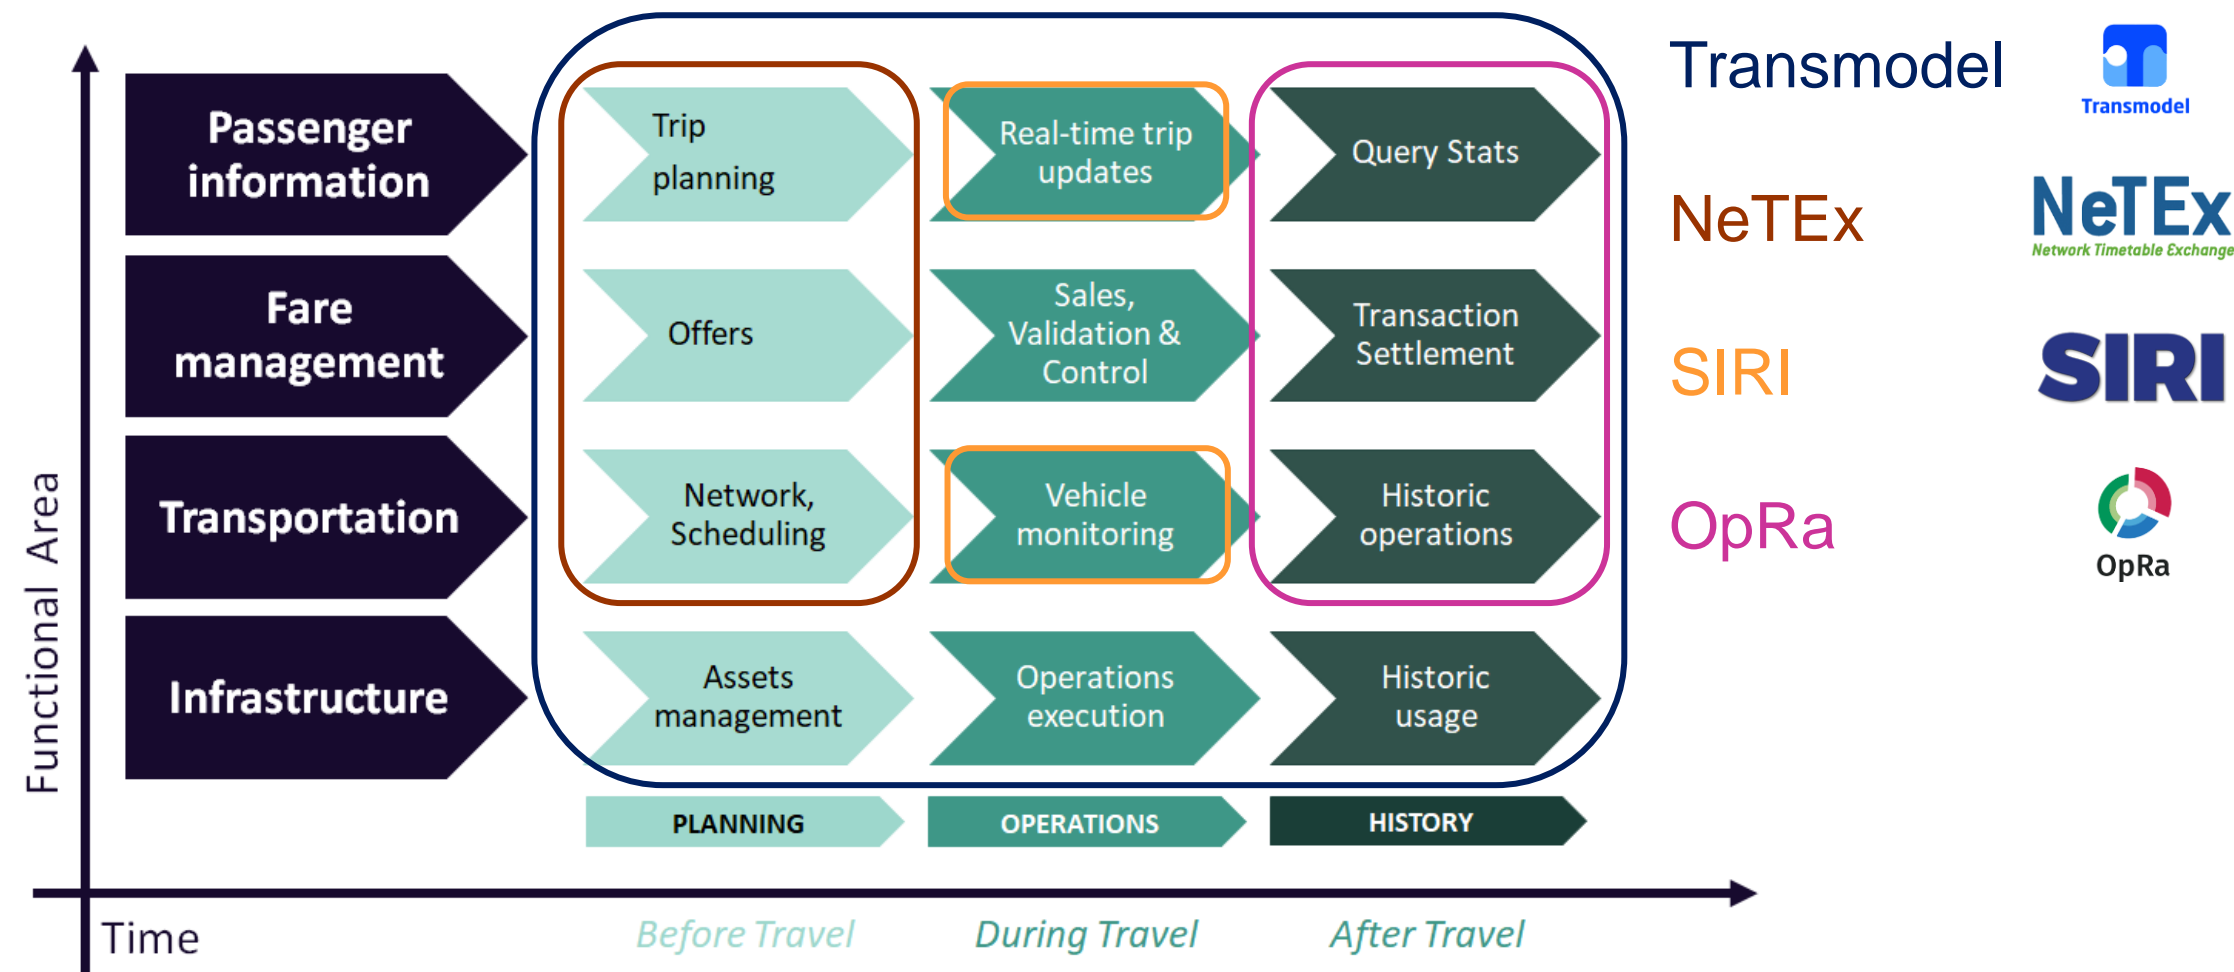 Transmodel
Transmodel
NeTEx
NeTEx
Network Timetable Exchange
SIRI
SIRI
OpRa
OpRa
Functional Area
Passenger
information
Trip
planning
Real-time trip
updates
Query Stats
Fare
management
Offers
Sales,
Validation &
Control
Transaction
Settlement
Transportation
Network,
Scheduling
Vehicle
monitoring
Historic
operations
Infrastructure
Assets
management
Operations
execution
Historic
usage
PLANNING
OPERATIONS
HISTORY
Time
Before Travel
During Travel
After Travel